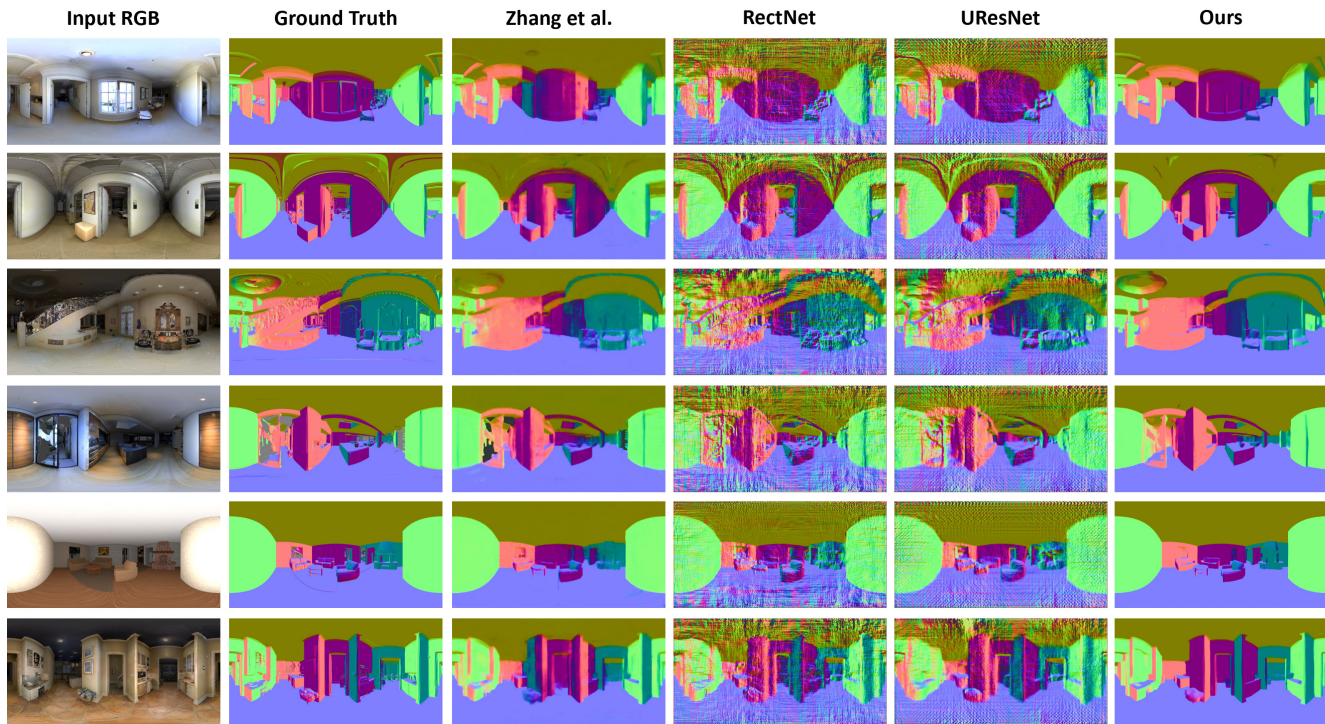 Input RGB
Ground Truth
Zhang et al.
RectNet
UResNet
Ours